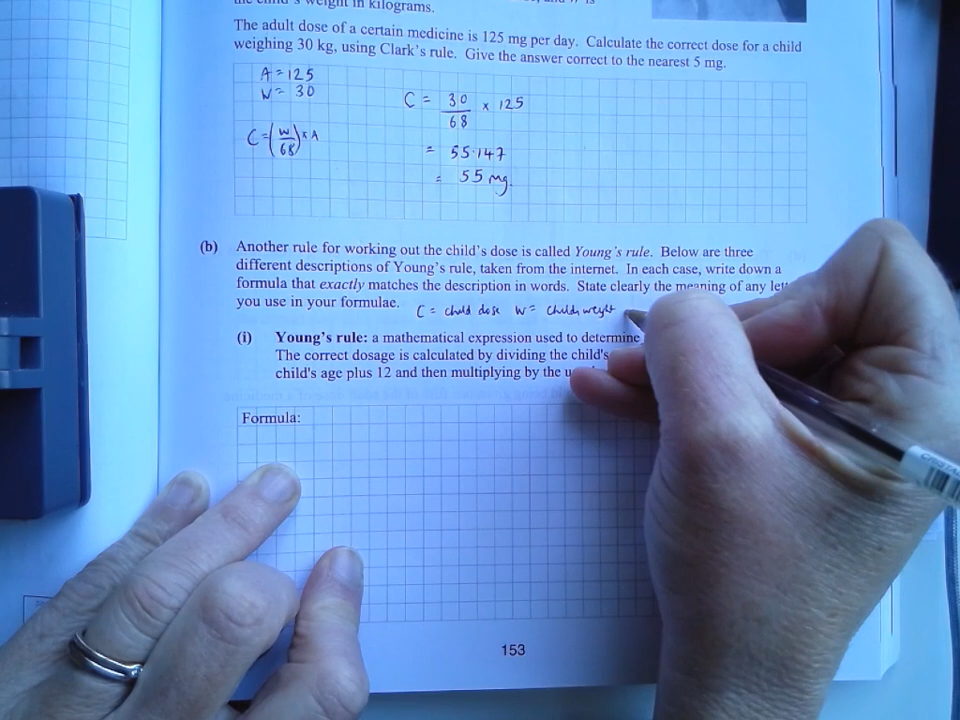 the child's weight in kilograms.
The adult dose of a certain medicine is 125 mg per day. Calculate the correct dose for a child
weighing 30 kg, using Clark's rule. Give the answer correct to the nearest 5 mg.
A = 125
W = 30
C = (W/68) × A
C = 30/68 × 125
= 55·147
= 55 mg.
(b) Another rule for working out the child's dose is called Young's rule. Below are three
different descriptions of Young's rule, taken from the internet. In each case, write down a
formula that exactly matches the description in words. State clearly the meaning of any
you use in your formulae. C = child dose W = childs weight
(i) Young's rule: a mathematical expression used to determine
The correct dosage is calculated by dividing the child's
child's age plus 12 and then multiplying by the
Formula:
153